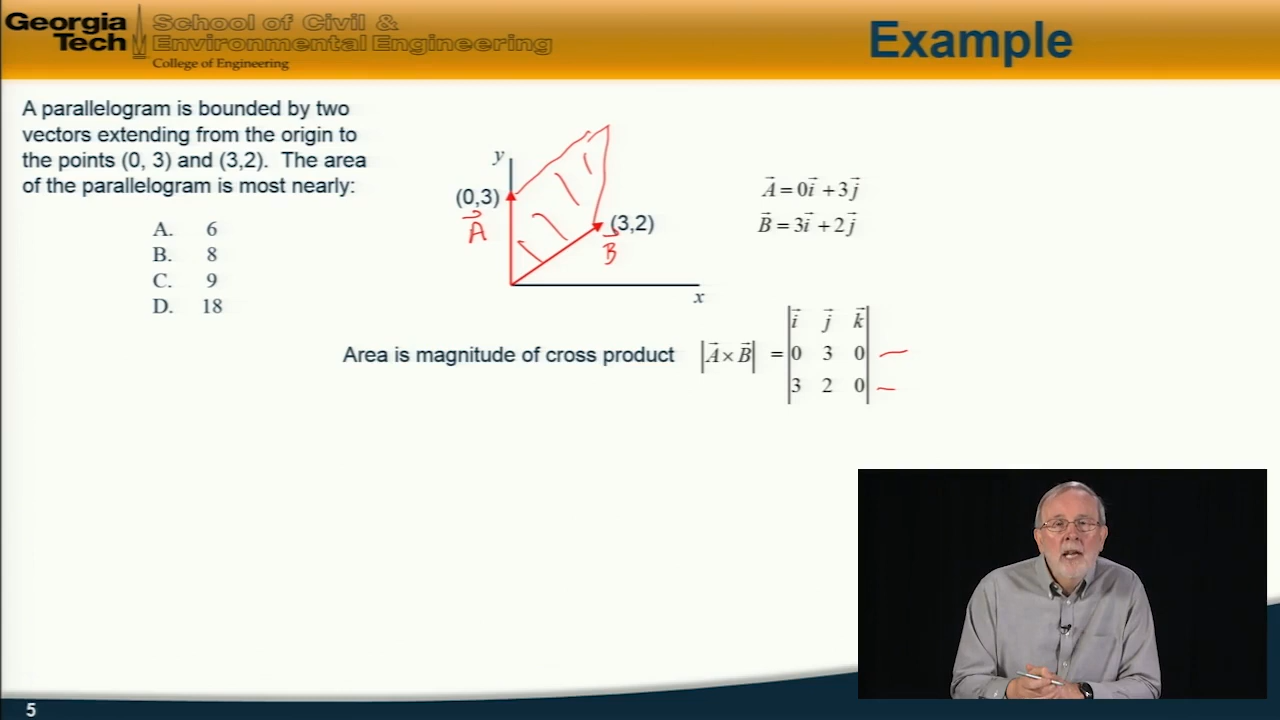 Georgia Tech
School of Civil &
Environmental Engineering
College of Engineering
Example
A parallelogram is bounded by two
vectors extending from the origin to
the points (0, 3) and (3,2). The area
of the parallelogram is most nearly:
A. 6
B. 8
C. 9
D. 18
y
(0,3)
A⃗
(3,2)
B⃗
x
A⃗ = 0i⃗ + 3j⃗
B⃗ = 3i⃗ + 2j⃗
Area is magnitude of cross product |A⃗ × B⃗| =
i⃗ j⃗ k⃗
0 3 0
3 2 0
5